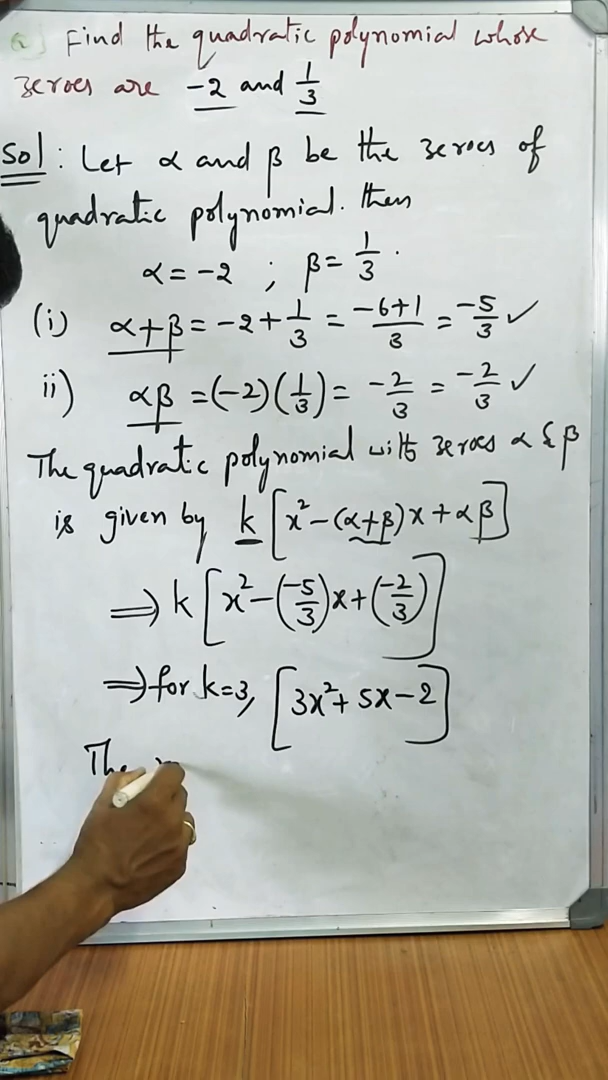 Q) Find the quadratic polynomial whose
zeroes are -2 and 1/3
Sol: Let α and β be the zeroes of
quadratic polynomial. then
α = -2 ; β = 1/3.
(i) α+β = -2 + 1/3 = -6+1/3 = -5/3 ✓
ii) αβ = (-2)(1/3) = -2/3 = -2/3 ✓
The quadratic polynomial with zeroes α & β
is given by k [x² - (α+β)x + αβ]
⇒ k [x² - (-5/3)x + (-2/3)]
⇒ for k=3, [3x² + 5x - 2]
The